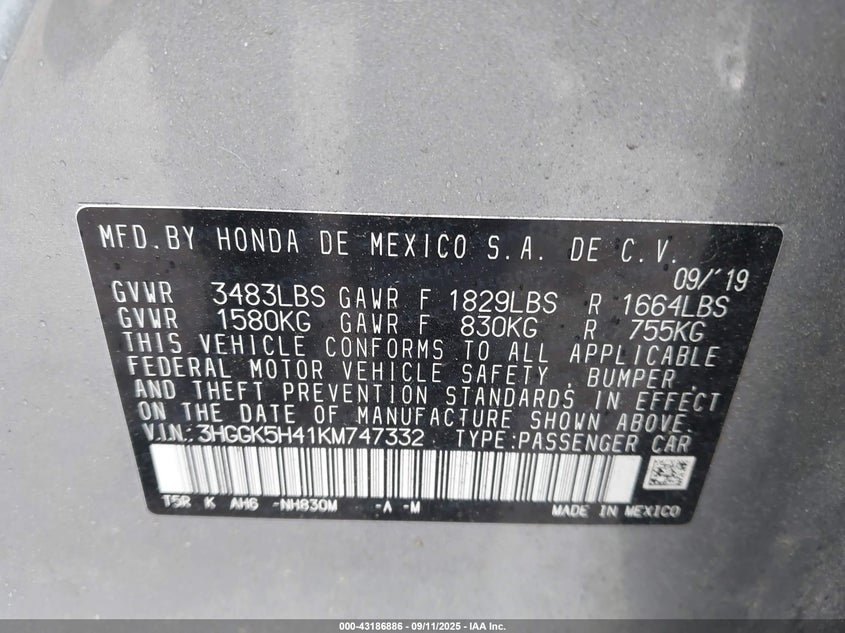 MFD.BY HONDA DE MEXICO S.A. DE C.V.
09/'19
GVWR 3483LBS GAWR F 1829LBS R 1664LBS
GVWR 1580KG GAWR F 830KG R 755KG
THIS VEHICLE CONFORMS TO ALL APPLICABLE
FEDERAL MOTOR VEHICLE SAFETY , BUMPER ,
AND THEFT PREVENTION STANDARDS IN EFFECT
ON THE DATE OF MANUFACTURE SHOWN ABOVE.
V.I.N.:3HGGK5H41KM747332 TYPE:PASSENGER CAR
T5R K AH6 -NH830M -A -M MADE IN MEXICO
000-43186886 - 09/11/2025 - IAA Inc.